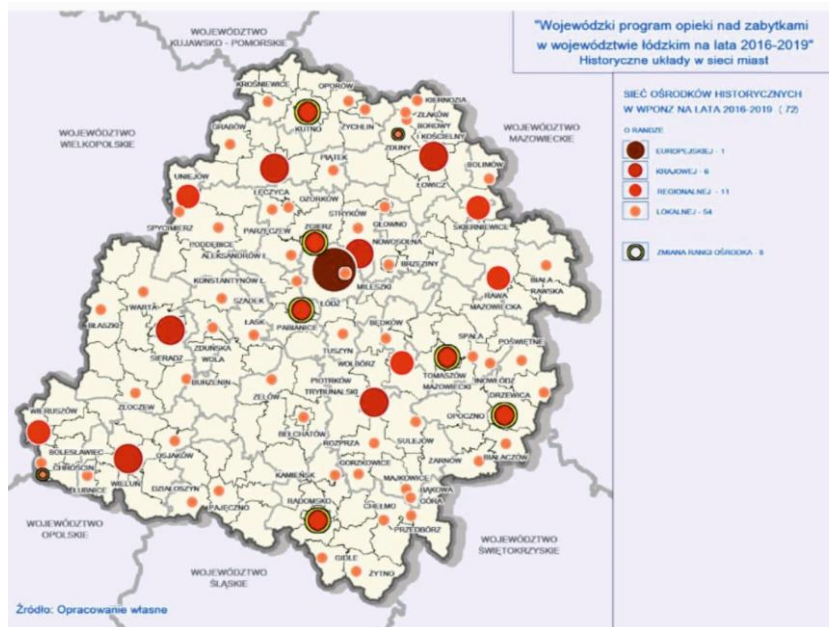 WOJEWÓDZTWO
KUJAWSKO - POMORSKIE
"Wojewódzki program opieki nad zabytkami
w województwie łódzkim na lata 2016-2019"
Historyczne układy w sieci miast
SIEĆ OŚRODKÓW HISTORYCZNYCH
W WPONZ NA LATA 2016-2019 ( 72)
O RANDZE
EUROPEJSKIEJ - 1
KRAJOWEJ - 6
REGIONALNEJ - 11
LOKALNEJ - 54
ZMIANA RANGI OŚRODKA - 8
WOJEWÓDZTWO
WIELKOPOLSKIE
WOJEWÓDZTWO
MAZOWIECKIE
KROŚNIEWICE
OPORÓW
KIERNOZIA
ZŁAKÓW
BOROWY
I KOŚCIELNY
KUTNO
ŻYCHLIN
ZDUNY
GRABÓW
PIĄTEK
BOLIMÓW
ŁOWICZ
UNIEJÓW
ŁĘCZYCA
OZORKÓW
STRYKÓW
GŁOWNO
SKIERNIEWICE
SPYCIMIERZ
PARZĘCZEW
ZGIERZ
NOWOSOLNA
PODDĘBICE
ALEKSANDRÓW Ł.
BRZEZINY
MILESZKI
BIAŁA
RAWSKA
KONSTANTYNÓW Ł.
ŁÓDŹ
RAWA
MAZOWIECKA
WARTA
SZADEK
BŁASZKI
ŁASK
PABIANICE
BĘDKÓW
SPAŁA
POŚWIĘTNE
SIERADZ
ZDUŃSKA
WOLA
TUSZYN
WOLBÓRZ
TOMASZÓW
MAZOWIECKI
INOWŁÓDZ
BURZENIN
PIOTRKÓW
TRYBUNALSKI
DRZEWICA
ZŁOCZEW
ZELÓW
OPOCZNO
WIERUSZÓW
BEŁCHATÓW
ROZPRZA
SULEJÓW
BOLESŁAWIEC
OSJAKÓW
ŻARNÓW
BIAŁACZÓW
CHRÓŚCIN
KAMIEŃSK
GORZKOWICE
MAJKOWICE
ŁUBNICE
WIELUŃ
DZIAŁOSZYN
PAJĘCZNO
RADOMSKO
BĄKOWA
GÓRA
CHEŁMO
PRZEDBÓRZ
WOJEWÓDZTWO
OPOLSKIE
WOJEWÓDZTWO
ŚWIĘTOKRZYSKIE
GIDLE
ŻYTNO
WOJEWÓDZTWO
ŚLĄSKIE
Źródło: Opracowanie własne